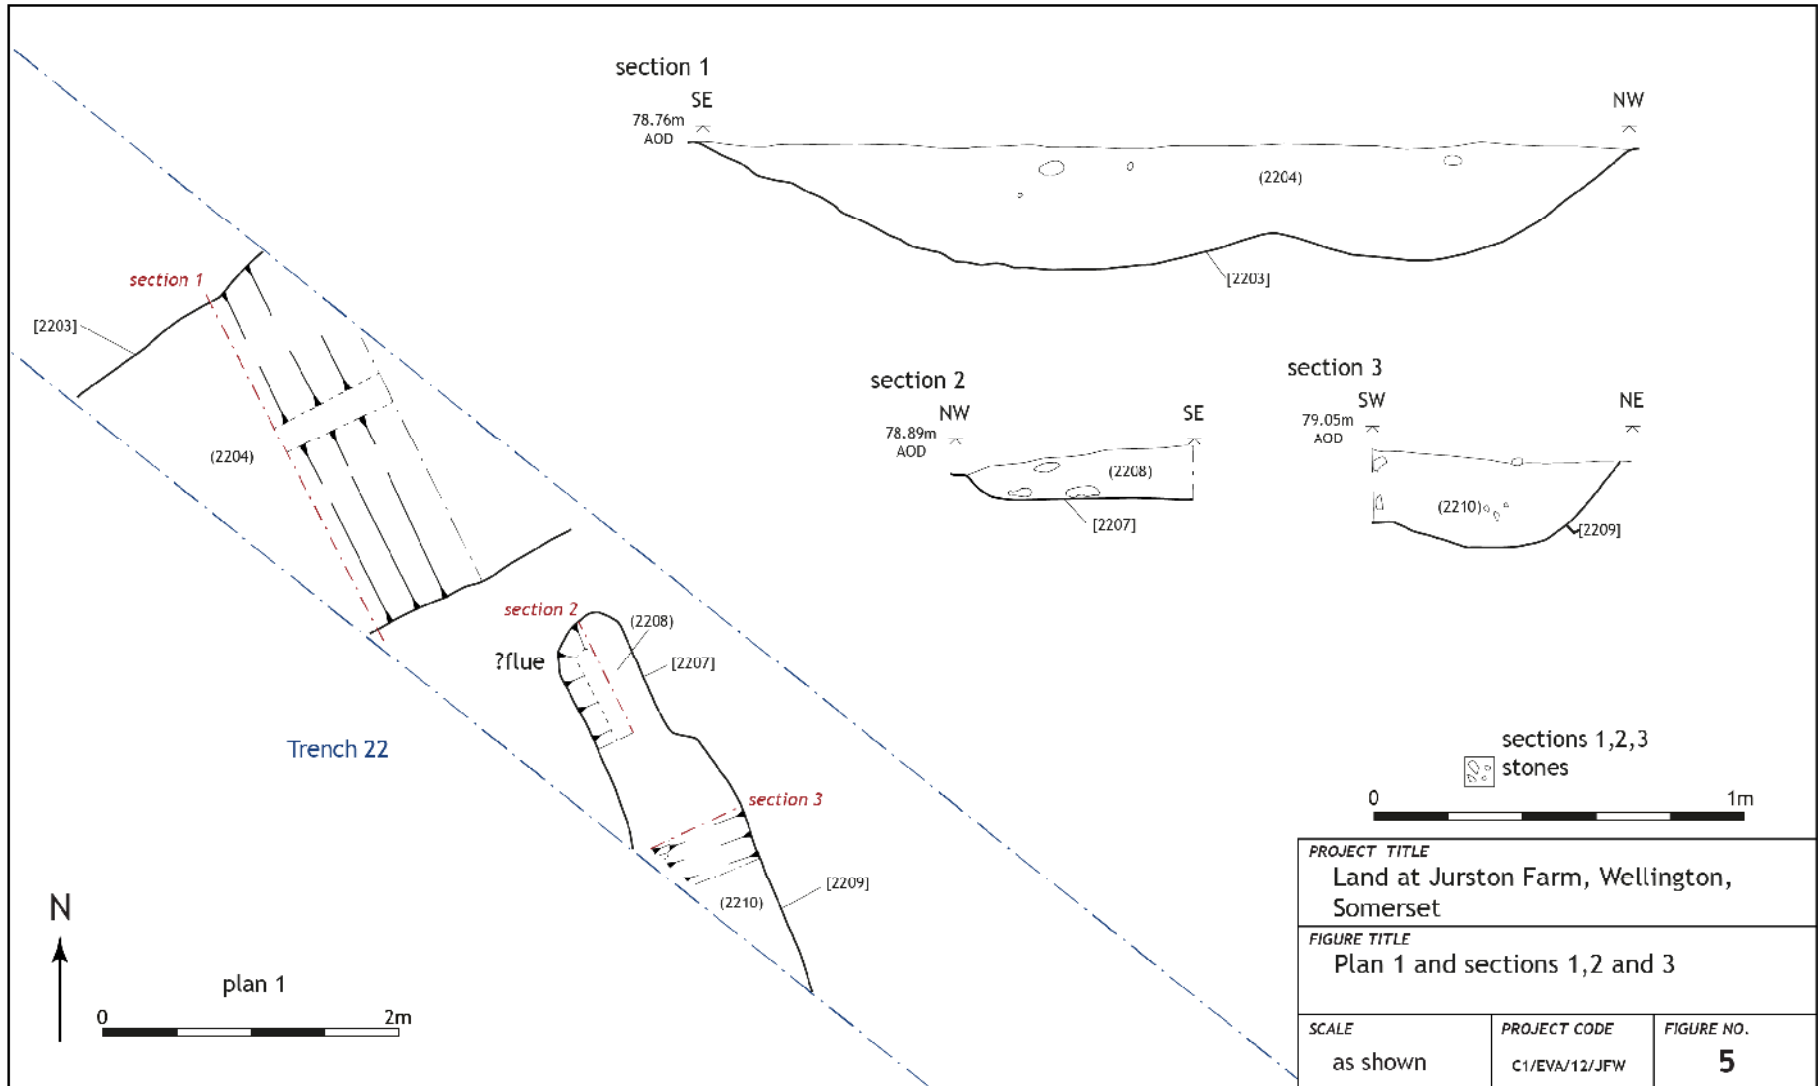 section 1
SE
NW
78.76m
AOD
(2204)
[2203]
section 1
[2203]
(2204)
section 2
NW
SE
78.89m
AOD
(2208)
[2207]
section 3
SW
NE
79.05m
AOD
(2210)
[2209]
section 2
(2208)
?flue
[2207]
Trench 22
section 3
[2209]
(2210)
N
plan 1
0
2m
sections 1,2,3
stones
0
1m
PROJECT TITLE
Land at Jurston Farm, Wellington,
Somerset
FIGURE TITLE
Plan 1 and sections 1,2 and 3
SCALE
as shown
PROJECT CODE
C1/EVA/12/JFW
FIGURE NO.
5